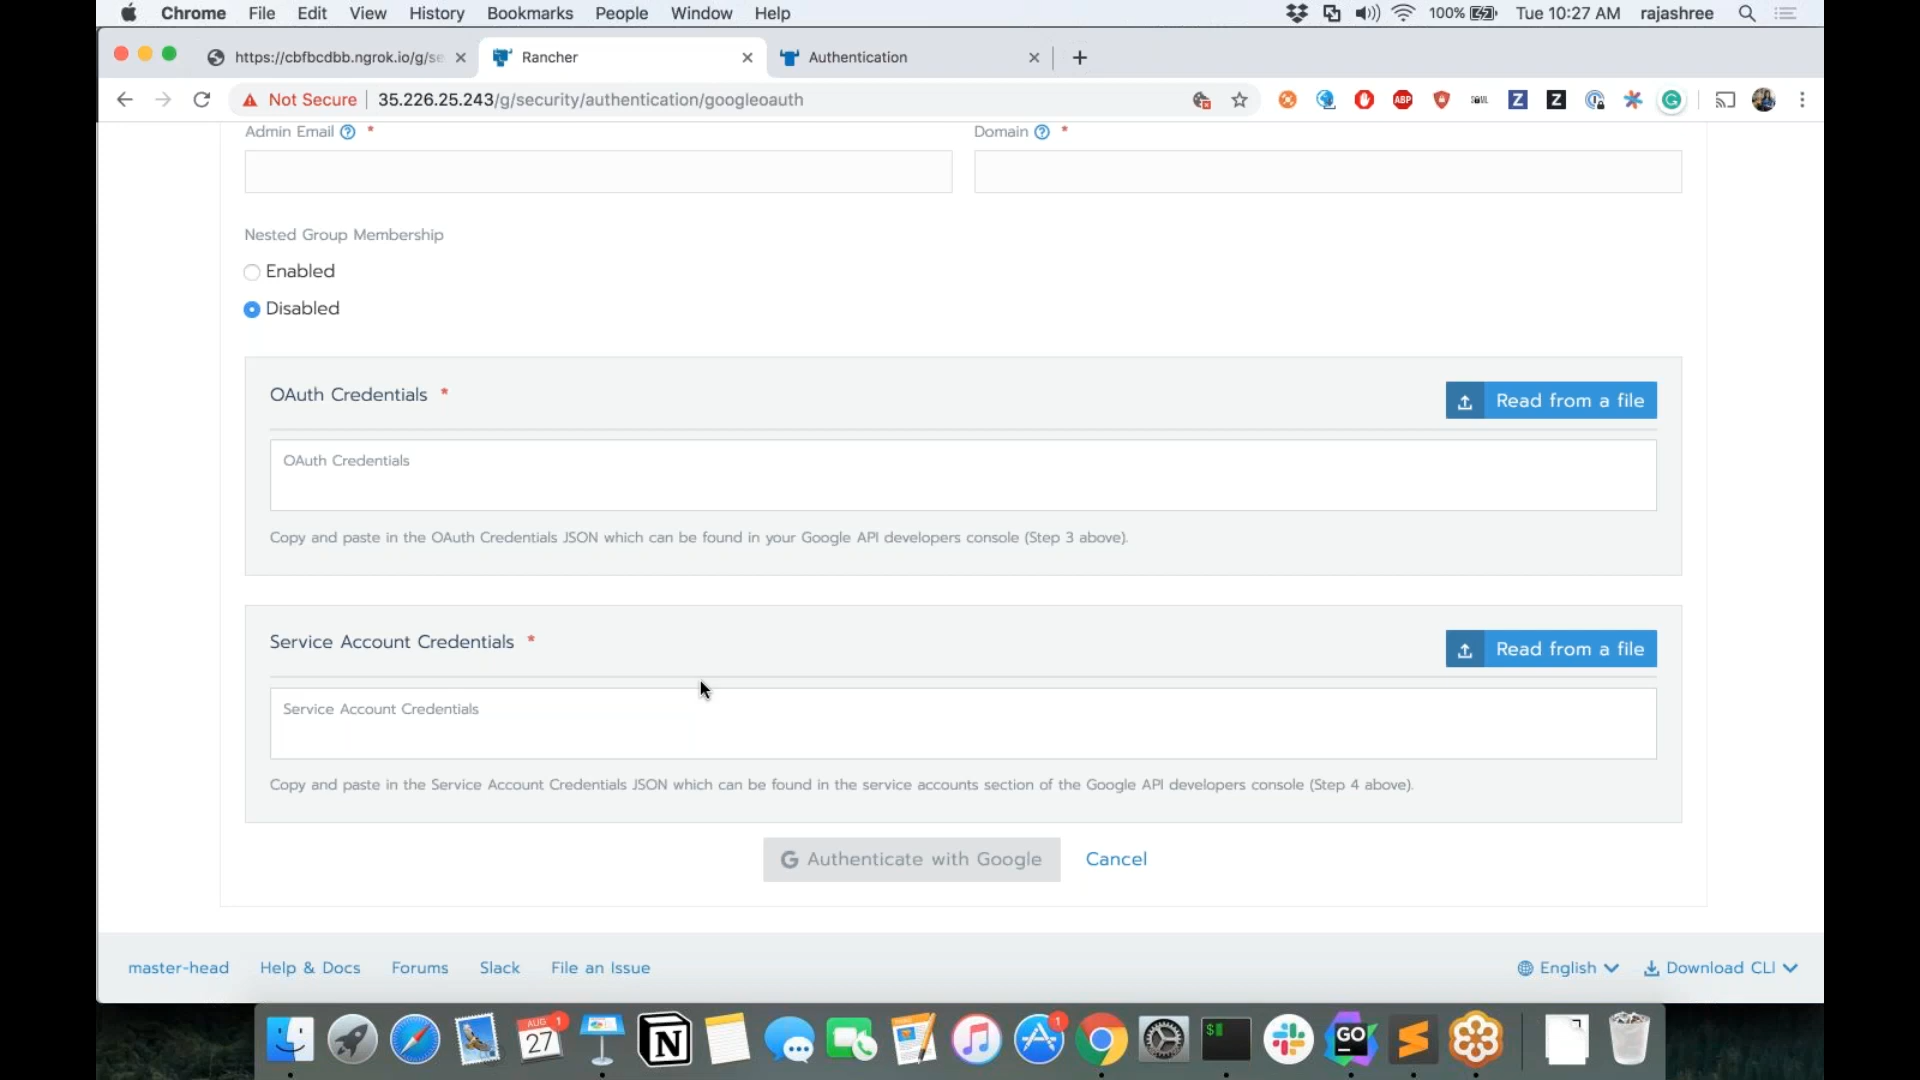 Chrome File Edit View History Bookmarks People Window Help 100% Tue 10:27 AM rajashree
https://cbfbcdbb.ngrok.io/g/se Rancher Authentication
Not Secure 35.226.25.243/g/security/authentication/googleoauth ABP Z Z
Admin Email ? * Domain ? *
Nested Group Membership
Enabled
Disabled
OAuth Credentials * Read from a file
OAuth Credentials
Copy and paste in the OAuth Credentials JSON which can be found in your Google API developers console (Step 3 above).
Service Account Credentials * Read from a file
Service Account Credentials
Copy and paste in the Service Account Credentials JSON which can be found in the service accounts section of the Google API developers console (Step 4 above).
G Authenticate with Google Cancel
master-head Help & Docs Forums Slack File an Issue English Download CLI
AUG 27 1 N 1 $ GO